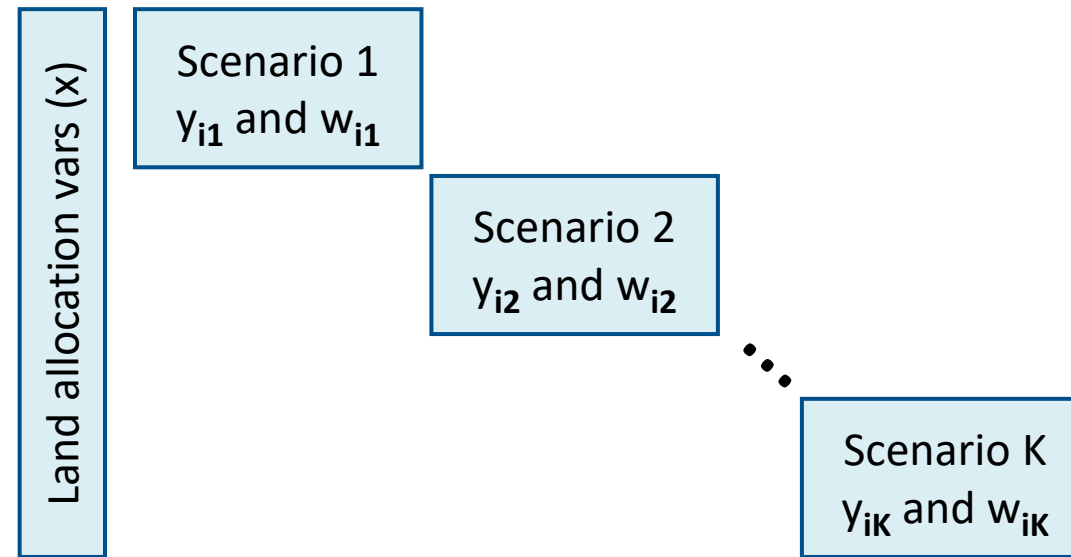 Land allocation vars (x)
Scenario 1
yi1 and wi1
Scenario 2
yi2 and wi2
Scenario K
yiK and wiK